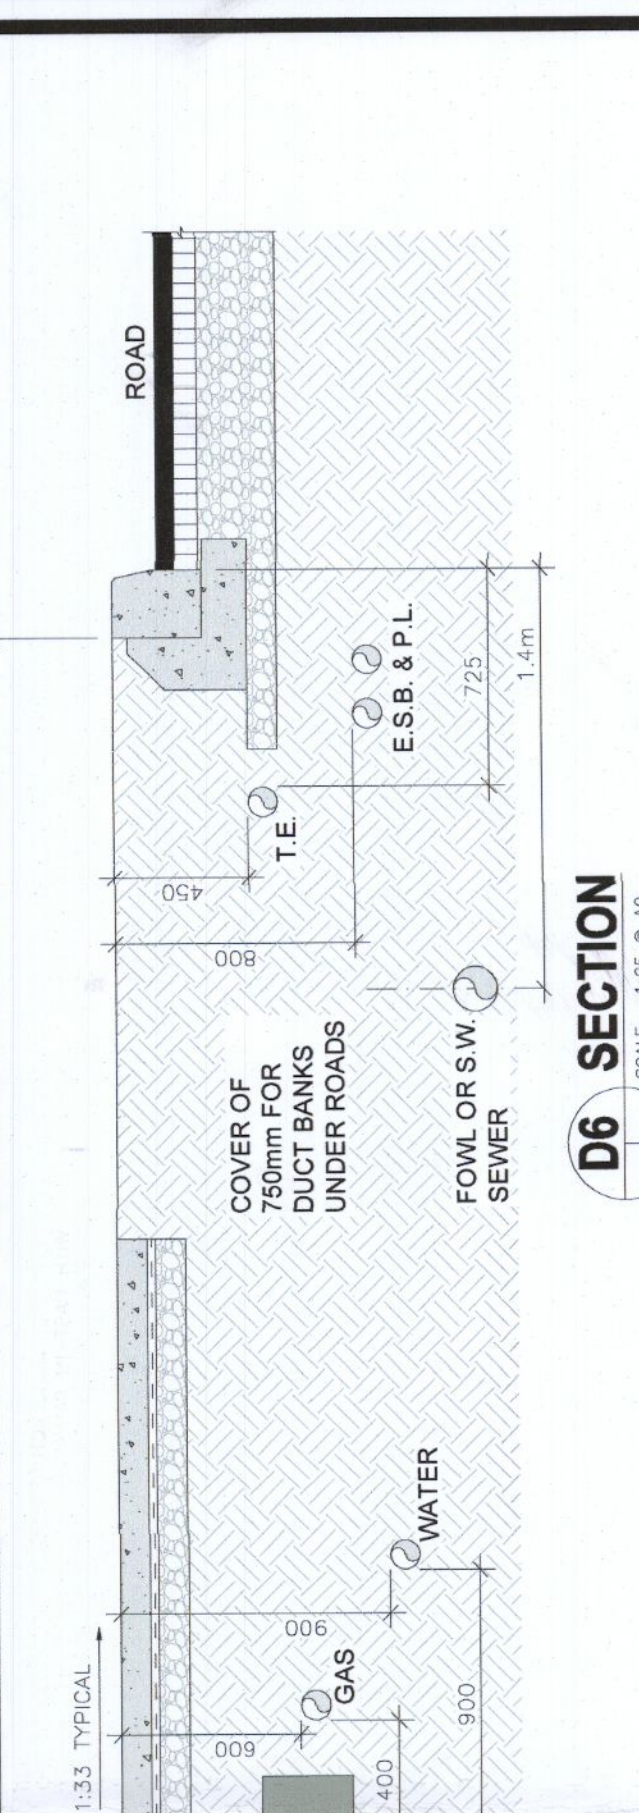 ROAD
E.S.B. & P.L.
725
1.4m
T.E.
450
800
COVER OF
750mm FOR
DUCT BANKS
UNDER ROADS
FOWL OR S.W.
SEWER
D6 SECTION
WATER
900
GAS
600
1:33 TYPICAL
900
400